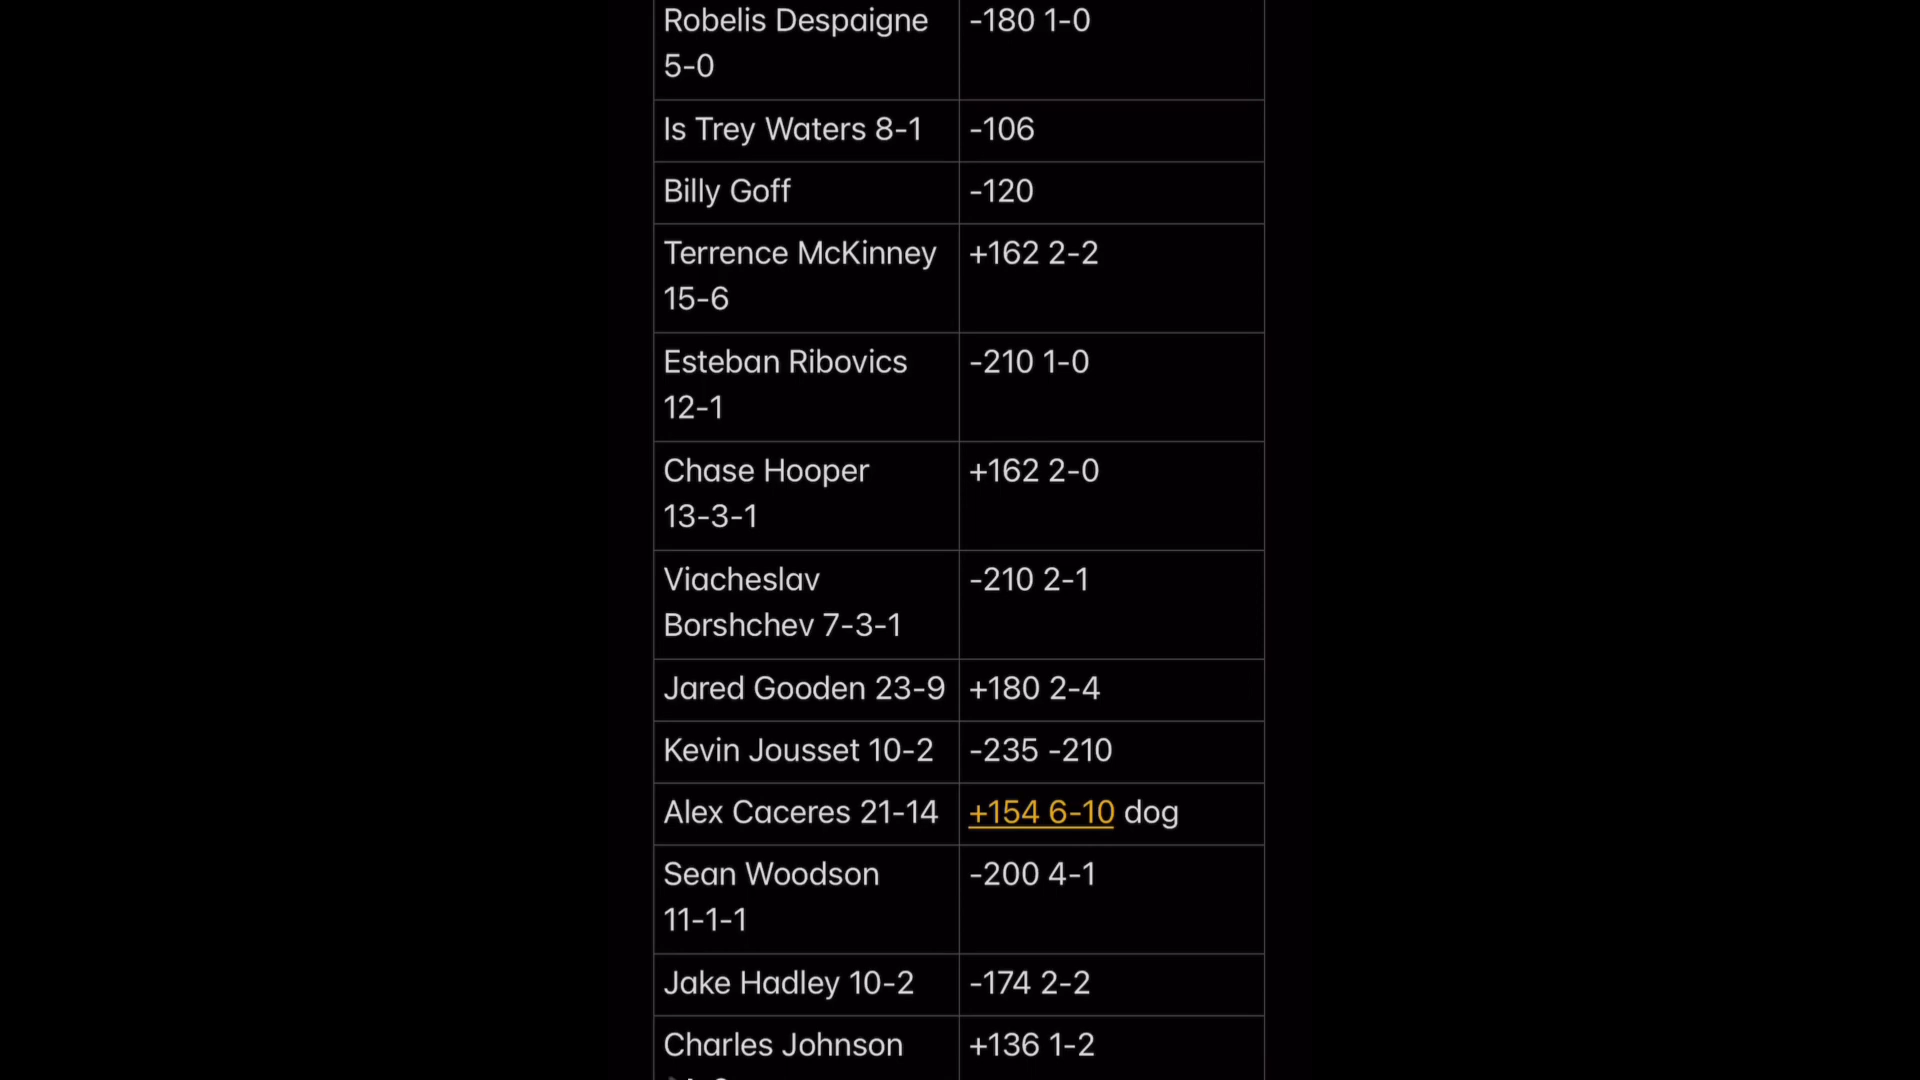 Robelis Despaigne -180 1-0
5-0
Is Trey Waters 8-1 -106
Billy Goff -120
Terrence McKinney +162 2-2
15-6
Esteban Ribovics -210 1-0
12-1
Chase Hooper +162 2-0
13-3-1
Viacheslav -210 2-1
Borshchev 7-3-1
Jared Gooden 23-9 +180 2-4
Kevin Jousset 10-2 -235 -210
Alex Caceres 21-14 +154 6-10 dog
Sean Woodson -200 4-1
11-1-1
Jake Hadley 10-2 -174 2-2
Charles Johnson +136 1-2